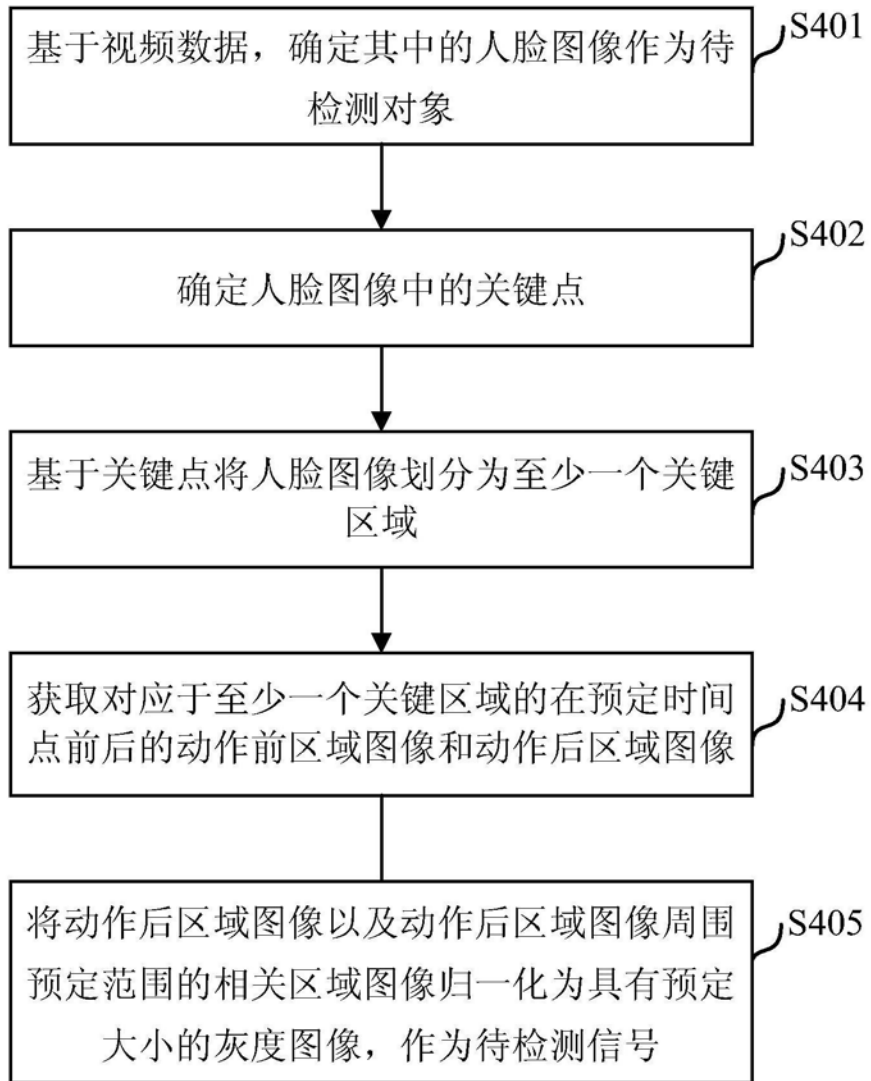 基于视频数据，确定其中的人脸图像作为待
检测对象
S401
确定人脸图像中的关键点
S402
基于关键点将人脸图像划分为至少一个关键
区域
S403
获取对应于至少一个关键区域的在预定时间
点前后的动作前区域图像和动作后区域图像
S404
将动作后区域图像以及动作后区域图像周围
预定范围的相关区域图像归一化为具有预定
大小的灰度图像，作为待检测信号
S405